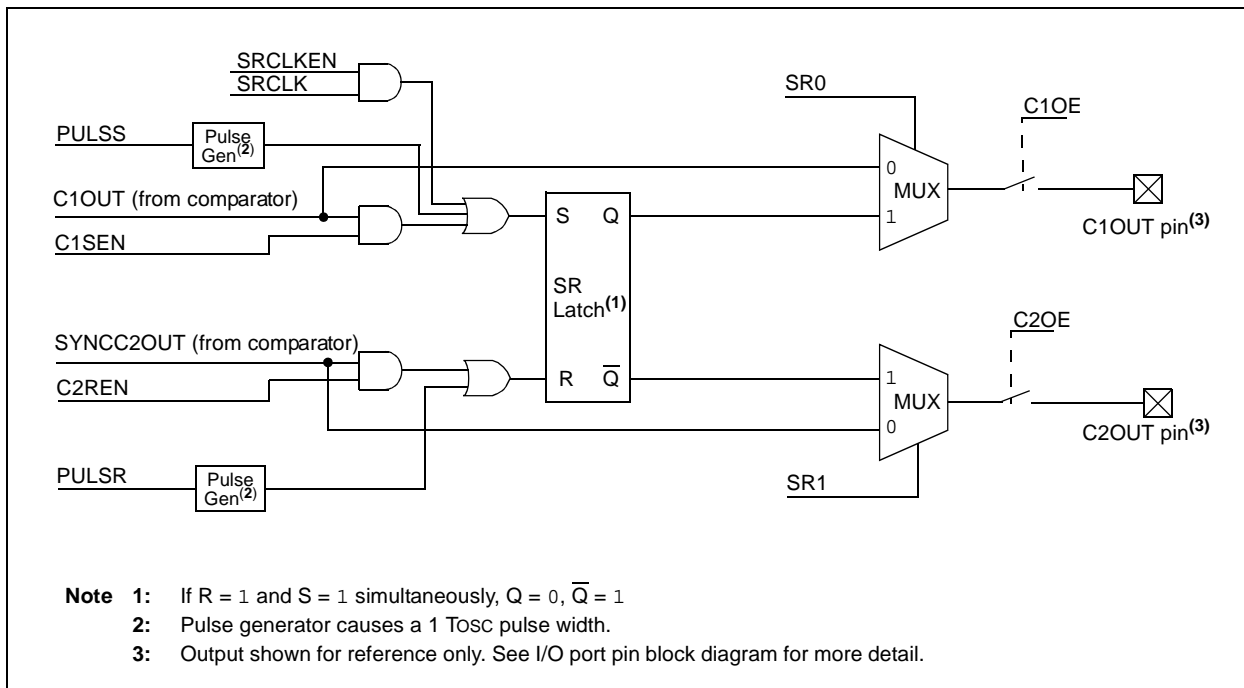 SRCLKEN
SRCLK
SR0
C1OE
PULSS
Pulse
Gen(2)
0
MUX
1
C1OUT (from comparator)
C1OUT pin(3)
S Q
C1SEN
SR
Latch(1)
C2OE
SYNCC2OUT (from comparator)
R Q̅
1
MUX
0
C2REN
C2OUT pin(3)
PULSR
Pulse
Gen(2)
SR1
Note 1: If R = 1 and S = 1 simultaneously, Q = 0, Q̅ = 1
2: Pulse generator causes a 1 TOSC pulse width.
3: Output shown for reference only. See I/O port pin block diagram for more detail.